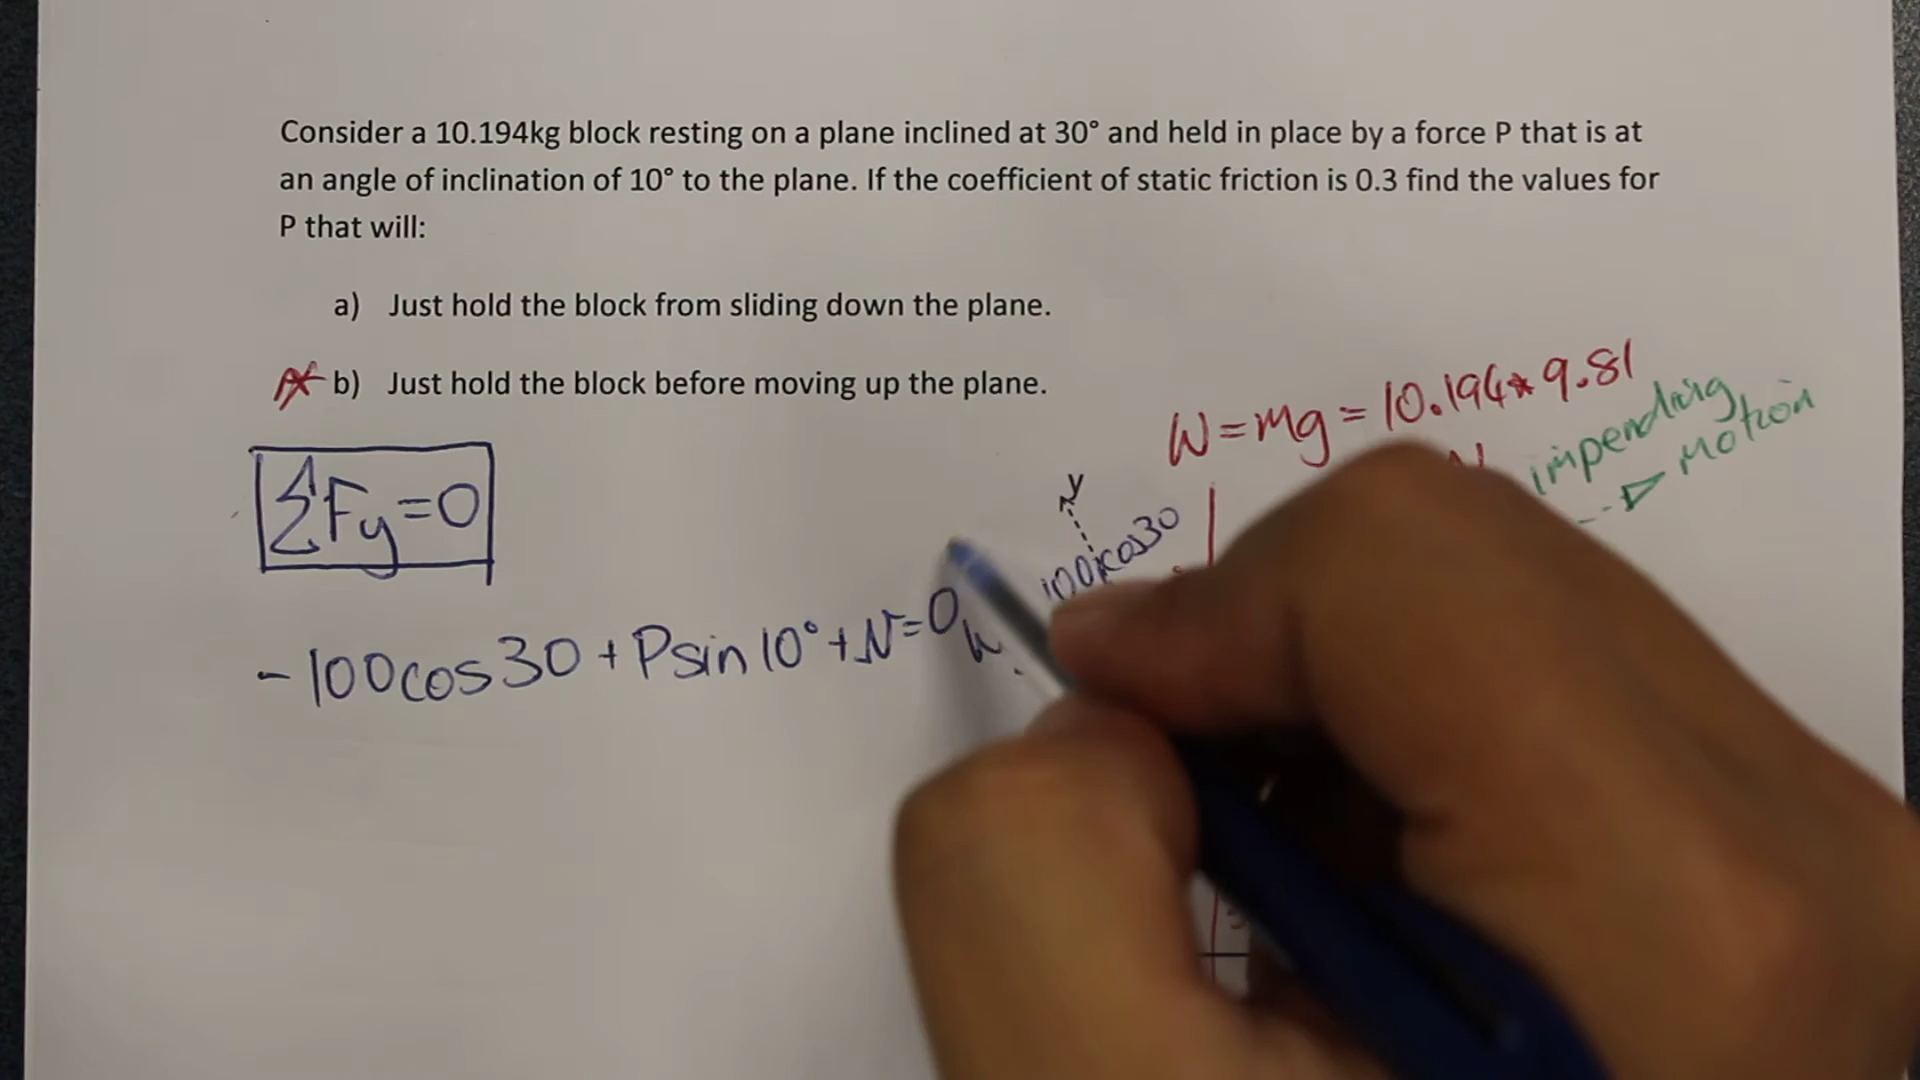 Consider a 10.194kg block resting on a plane inclined at 30° and held in place by a force P that is at
an angle of inclination of 10° to the plane. If the coefficient of static friction is 0.3 find the values for
P that will:
a) Just hold the block from sliding down the plane.
b) Just hold the block before moving up the plane.
W=mg=10.194*9.81
impending
motion
ΣFy=0
100cos30
-100cos30+Psin10°+N=0